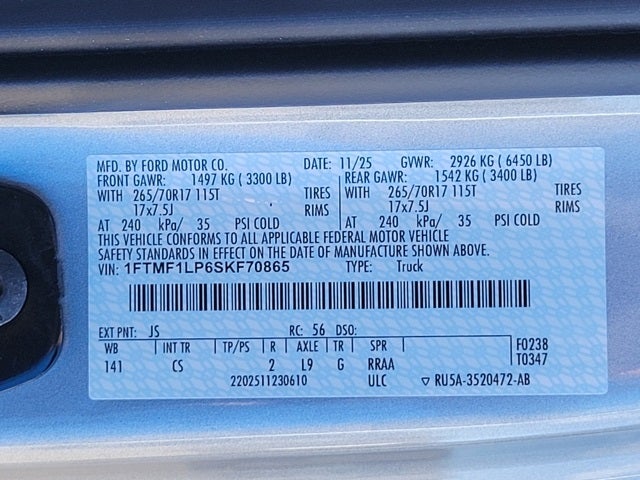 MFD. BY FORD MOTOR CO. DATE: 11/25 GVWR: 2926 KG ( 6450 LB)
FRONT GAWR: 1497 KG ( 3300 LB) REAR GAWR: 1542 KG ( 3400 LB)
WITH 265/70R17 115T TIRES WITH 265/70R17 115T TIRES
17x7.5J RIMS 17x7.5J RIMS
AT 240 kPa/ 35 PSI COLD AT 240 kPa/ 35 PSI COLD
THIS VEHICLE CONFORMS TO ALL APPLICABLE FEDERAL MOTOR VEHICLE
SAFETY STANDARDS IN EFFECT ON THE DATE OF MANUFACTURE SHOWN ABOVE.
VIN: 1FTMF1LP6SKF70865 TYPE: Truck
EXT PNT: JS RC: 56 DSO:
WB INT TR TP/PS R AXLE TR SPR F0238
141 CS 2 L9 G RRAA T0347
2202511230610 ULC ▽ RU5A-3520472-AB